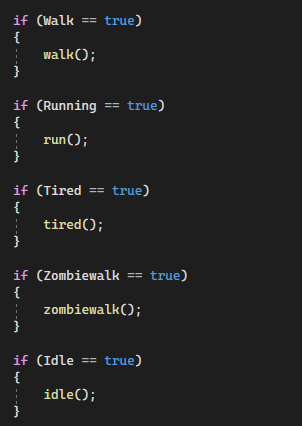 if (Walk == true)
{
walk();
}
if (Running == true)
{
run();
}
if (Tired == true)
{
tired();
}
if (Zombiewalk == true)
{
zombiewalk();
}
if (Idle == true)
{
idle();
}